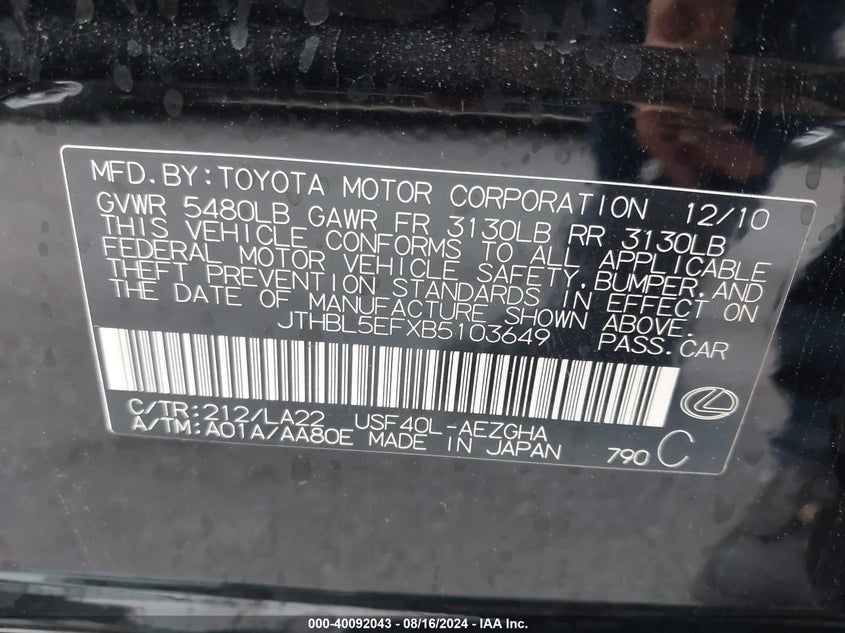 MFD. BY: TOYOTA MOTOR CORPORATION 12/10
GVWR 5480LB GAWR FR 3130LB RR 3130LB
THIS VEHICLE CONFORMS TO ALL APPLICABLE
FEDERAL MOTOR VEHICLE SAFETY, BUMPER, AND
THEFT PREVENTION STANDARDS IN EFFECT ON
THE DATE OF MANUFACTURE SHOWN ABOVE.
JTHBL5EFXB5103649 PASS. CAR
C/TR: 212/LA22 USF40L-AEZGHA
A/TM: A01A/AA80E MADE IN JAPAN 790 C
000-40092043 - 08/16/2024 - IAA Inc.